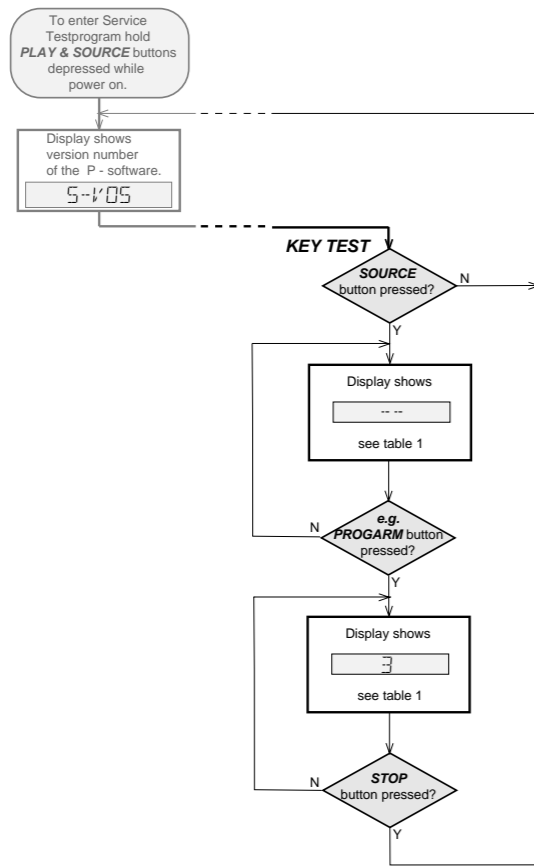 To enter Service
Testprogram hold
PLAY & SOURCE buttons
depressed while
power on.
Display shows
version number
of the P - software.
S-V05
KEY TEST
SOURCE
button pressed?
N
Y
Display shows
-- --
see table 1
e.g.
PROGARM button
pressed?
N
Y
Display shows
3
see table 1
STOP
button pressed?
N
Y